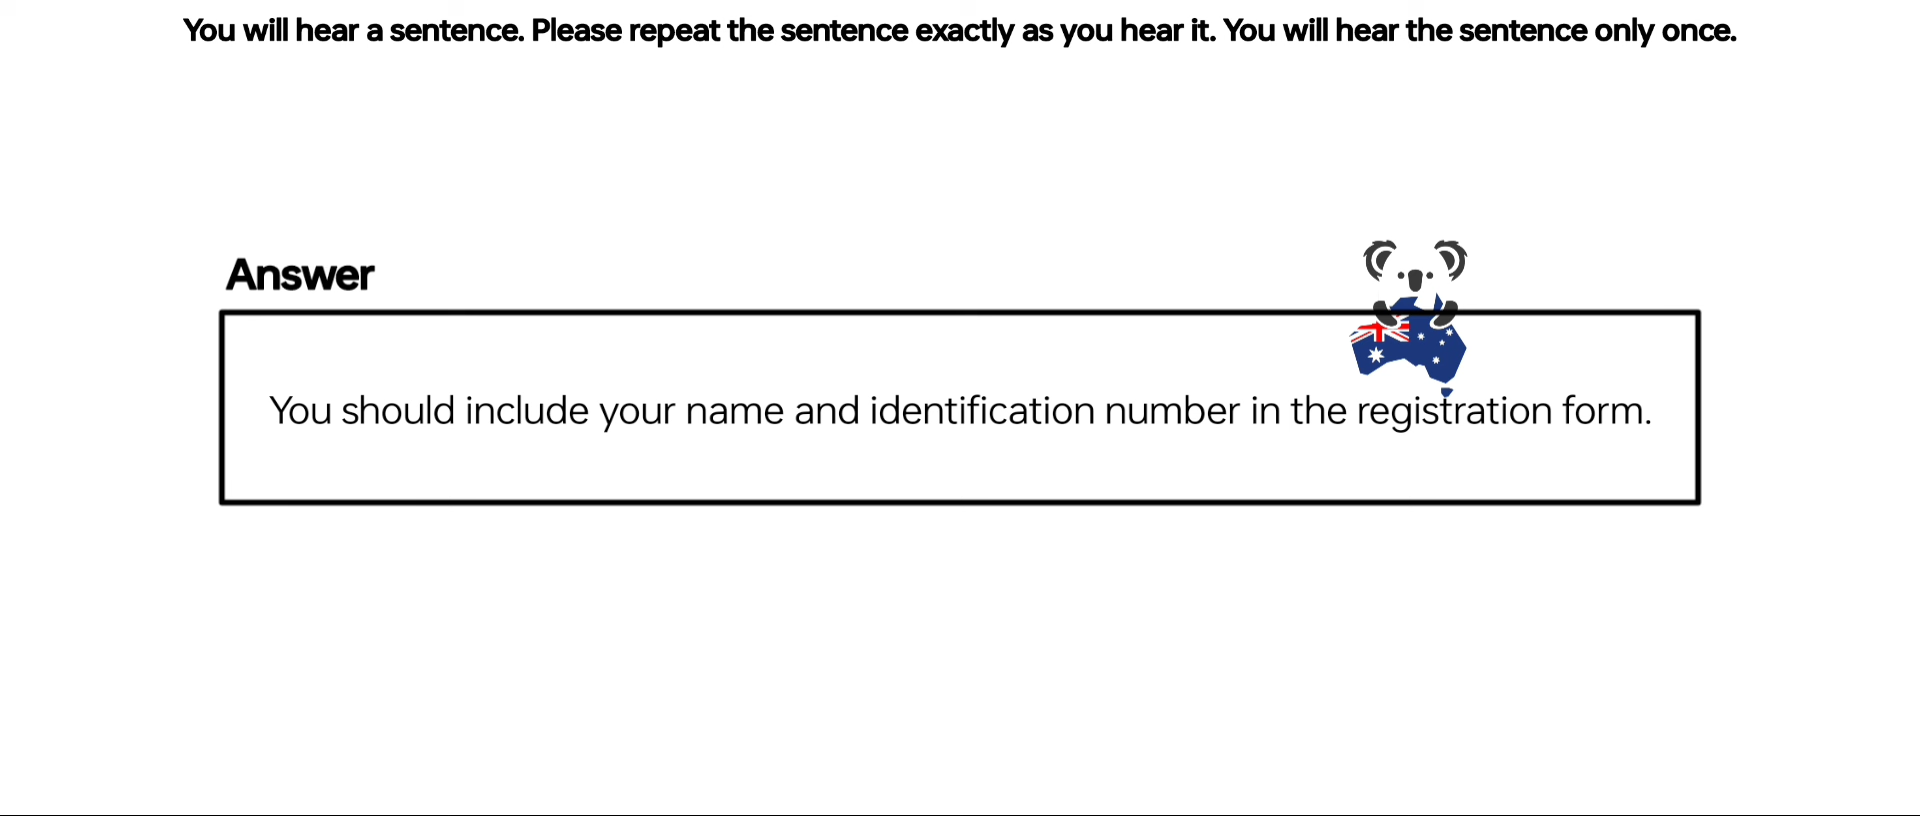 You will hear a sentence. Please repeat the sentence exactly as you hear it. You will hear the sentence only once.
Answer
You should include your name and identification number in the registration form.